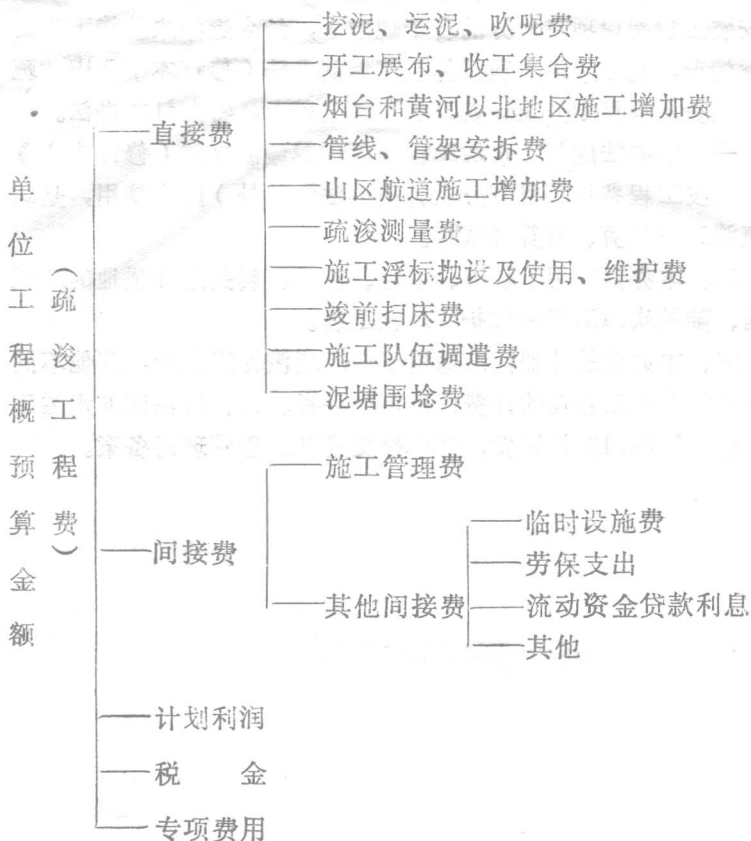 单位工程概预算金额
（疏浚工程费）
直接费
挖泥、运泥、吹呢费
开工展布、收工集合费
烟台和黄河以北地区施工增加费
管线、管架安拆费
山区航道施工增加费
疏浚测量费
施工浮标抛设及使用、维护费
竣前扫床费
施工队伍调遣费
泥塘围埝费
间接费
施工管理费
其他间接费
临时设施费
劳保支出
流动资金贷款利息
其他
计划利润
税　　金
专项费用